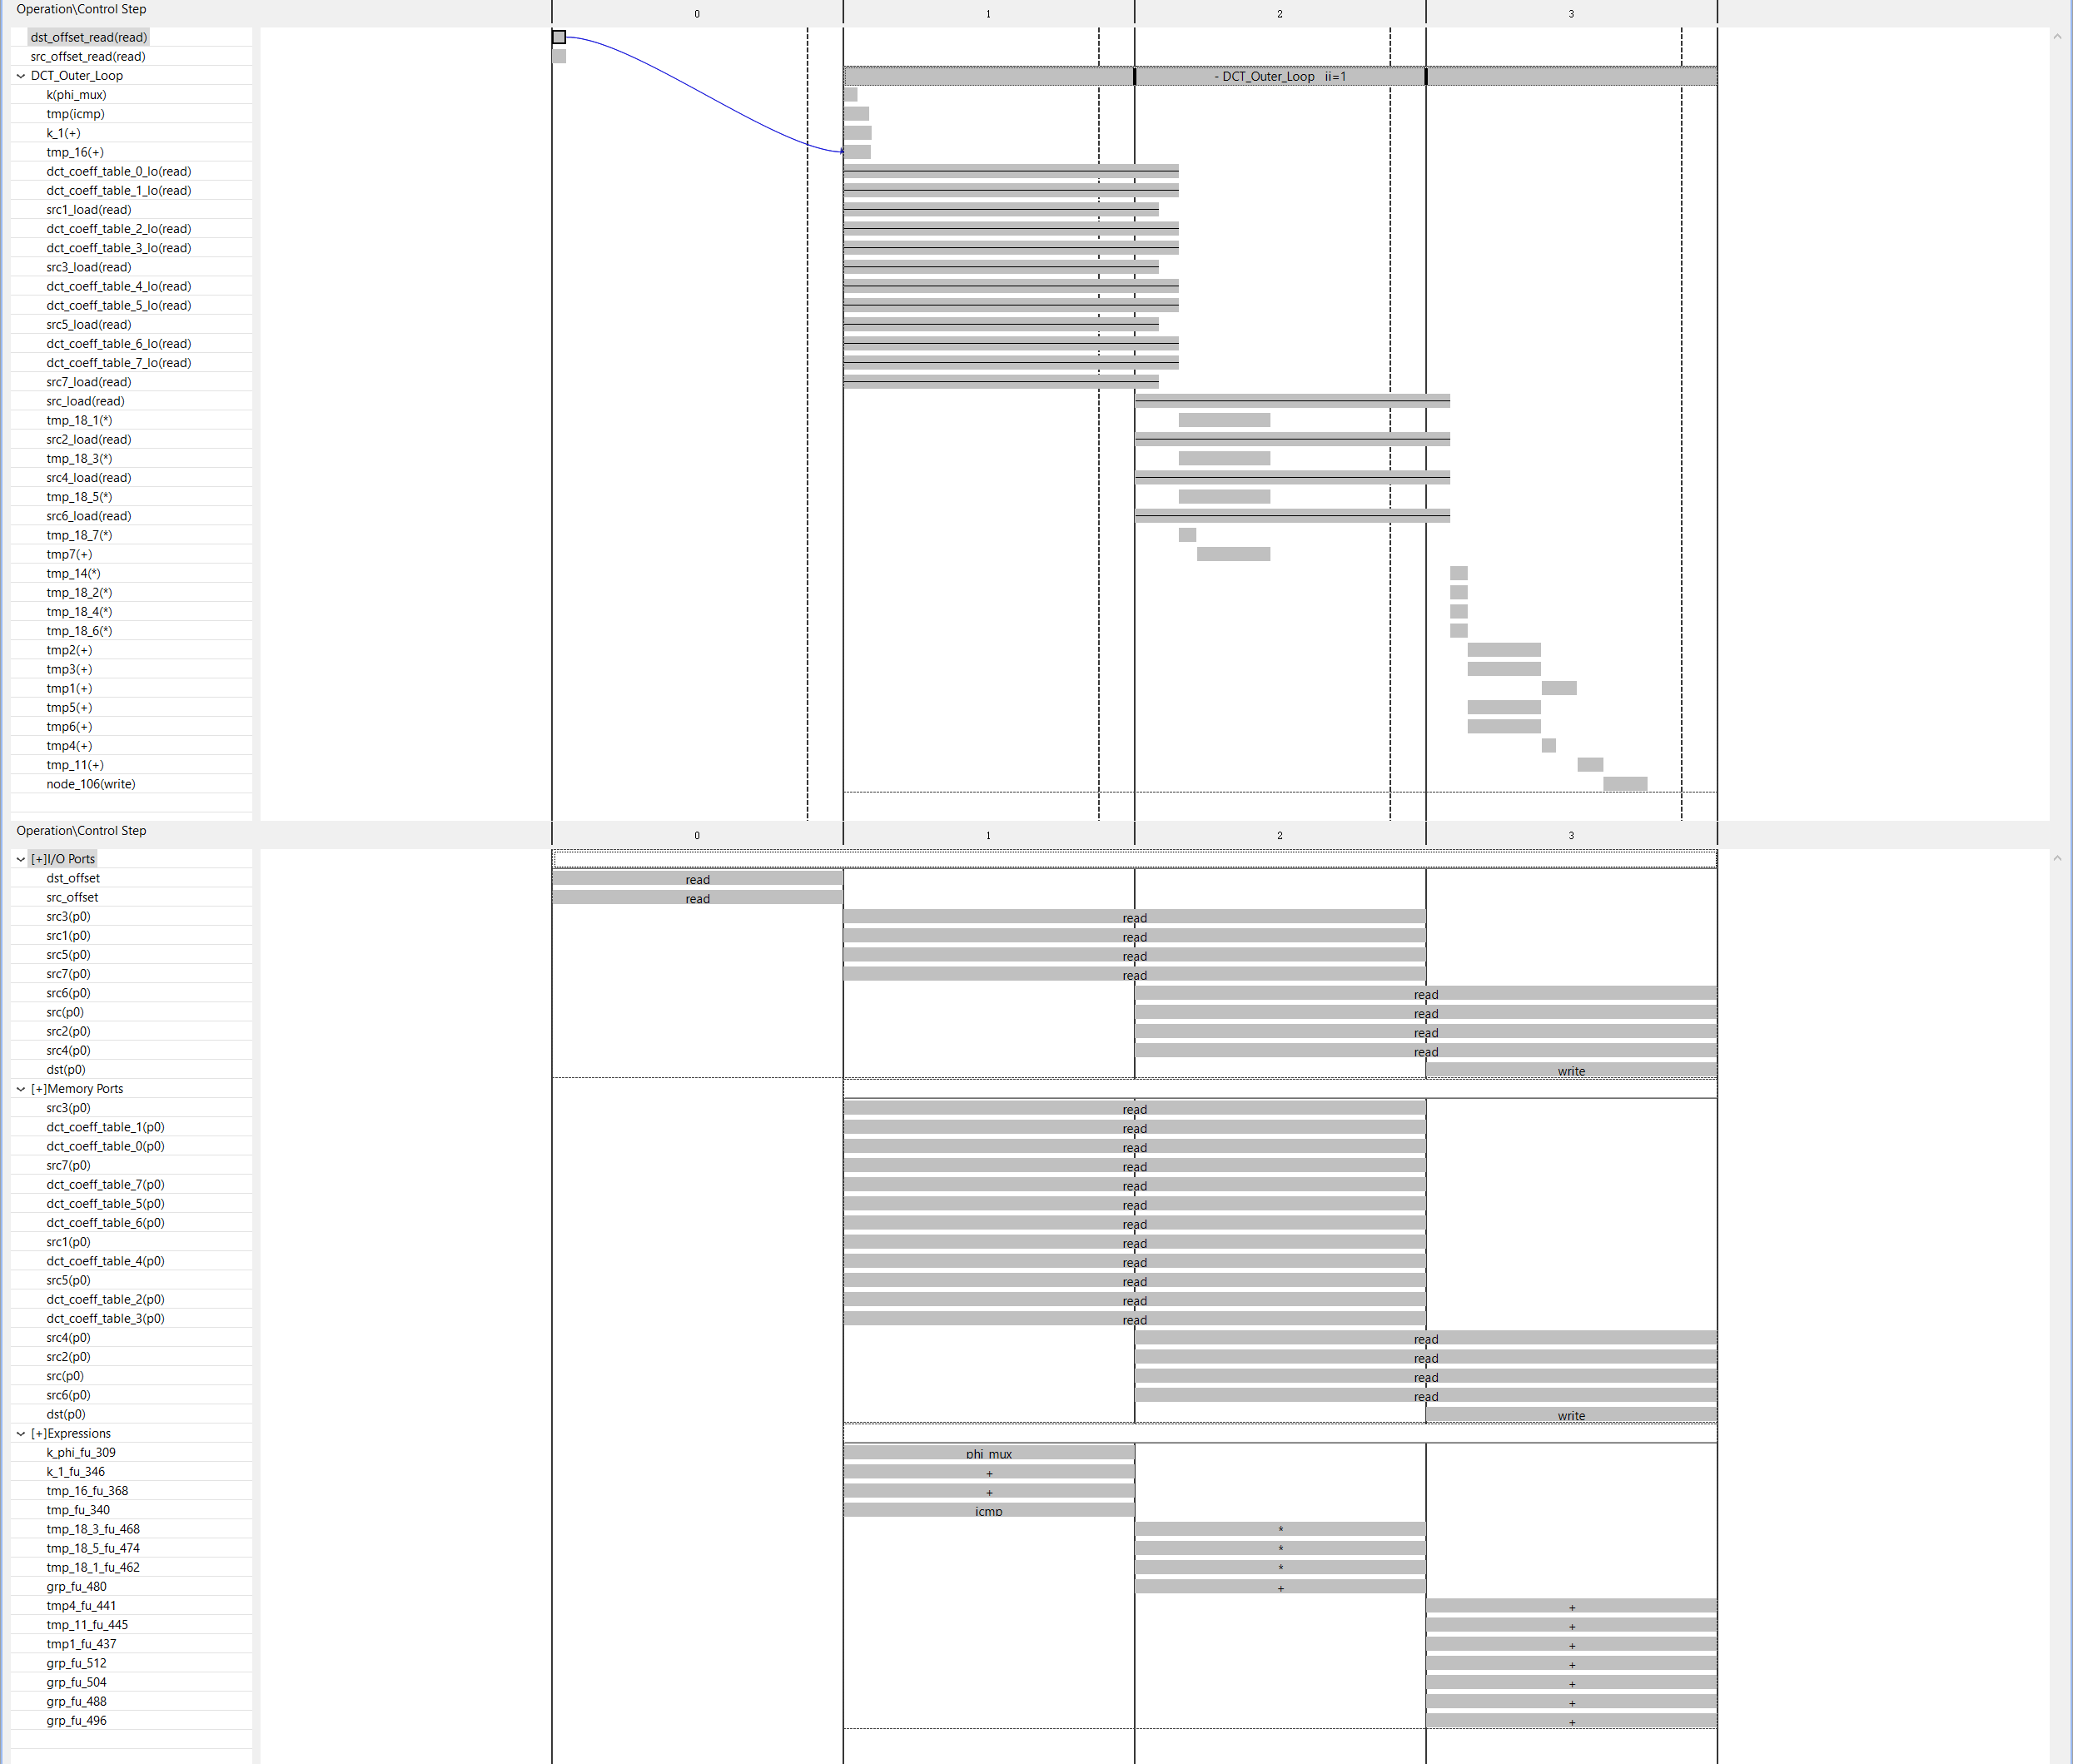 Operation\Control Step 0 1 2 3
dst_offset_read(read)
src_offset_read(read)
DCT_Outer_Loop - DCT_Outer_Loop ii=1
k(phi_mux)
tmp(icmp)
k_1(+)
tmp_16(+)
dct_coeff_table_0_lo(read)
dct_coeff_table_1_lo(read)
src1_load(read)
dct_coeff_table_2_lo(read)
dct_coeff_table_3_lo(read)
src3_load(read)
dct_coeff_table_4_lo(read)
dct_coeff_table_5_lo(read)
src5_load(read)
dct_coeff_table_6_lo(read)
dct_coeff_table_7_lo(read)
src7_load(read)
src_load(read)
tmp_18_1(*)
src2_load(read)
tmp_18_3(*)
src4_load(read)
tmp_18_5(*)
src6_load(read)
tmp_18_7(*)
tmp7(+)
tmp_14(*)
tmp_18_2(*)
tmp_18_4(*)
tmp_18_6(*)
tmp2(+)
tmp3(+)
tmp1(+)
tmp5(+)
tmp6(+)
tmp4(+)
tmp_11(+)
node_106(write)
Operation\Control Step 0 1 2 3
[+]I/O Ports
dst_offset read
src_offset read
src3(p0) read
src1(p0) read
src5(p0) read
src7(p0) read
src6(p0) read
src(p0) read
src2(p0) read
src4(p0) read
dst(p0) write
[+]Memory Ports
src3(p0) read
dct_coeff_table_1(p0) read
dct_coeff_table_0(p0) read
src7(p0) read
dct_coeff_table_7(p0) read
dct_coeff_table_5(p0) read
dct_coeff_table_6(p0) read
src1(p0) read
dct_coeff_table_4(p0) read
src5(p0) read
dct_coeff_table_2(p0) read
dct_coeff_table_3(p0) read
src4(p0) read
src2(p0) read
src(p0) read
src6(p0) read
dst(p0) write
[+]Expressions
k_phi_fu_309 phi_mux
k_1_fu_346 +
tmp_16_fu_368 +
tmp_fu_340 icmp
tmp_18_3_fu_468 *
tmp_18_5_fu_474 *
tmp_18_1_fu_462 *
grp_fu_480 +
tmp4_fu_441 +
tmp_11_fu_445 +
tmp1_fu_437 +
grp_fu_512 +
grp_fu_504 +
grp_fu_488 +
grp_fu_496 +